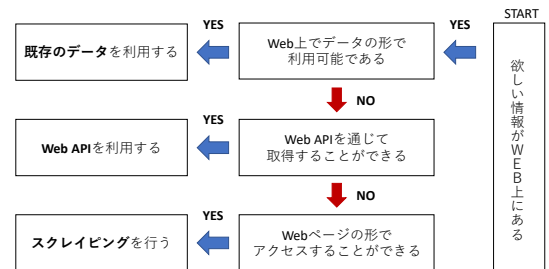 START
欲しい情報がWEB上にある
YES
Web上でデータの形で
利用可能である
YES
既存のデータを利用する
NO
Web APIを通じて
取得することができる
YES
Web APIを利用する
NO
Webページの形で
アクセスすることができる
YES
スクレイピングを行う